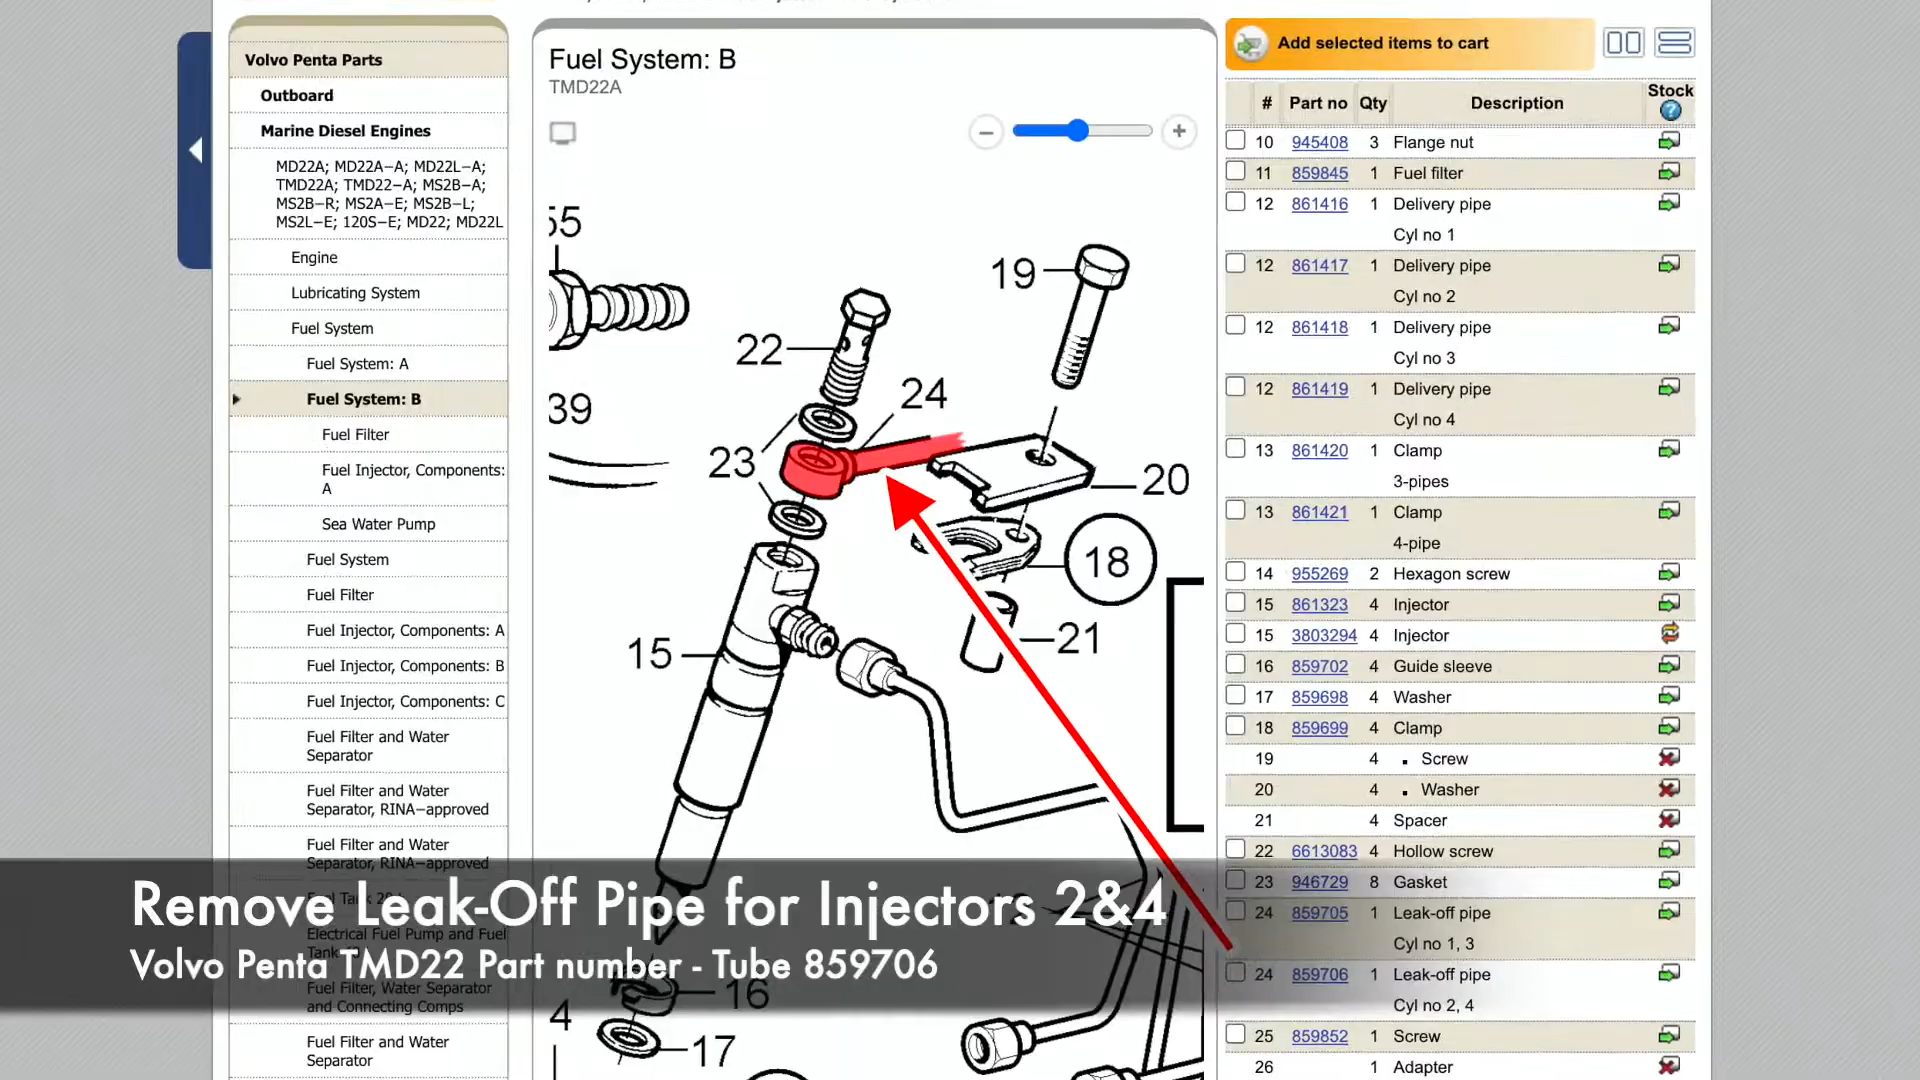 Volvo Penta Parts
Outboard
Marine Diesel Engines
MD22A; MD22A-A; MD22L-A;
TMD22A; TMD22-A; MS2B-A;
MS2B-R; MS2A-E; MS2B-L;
MS2L-E; 120S-E; MD22; MD22L
Engine
Lubricating System
Fuel System
Fuel System: A
Fuel System: B
Fuel Filter
Fuel Injector, Components:
A
Sea Water Pump
Fuel System
Fuel Filter
Fuel Injector, Components: A
Fuel Injector, Components: B
Fuel Injector, Components: C
Fuel Filter and Water
Separator
Fuel Filter and Water
Separator, RINA-approved
Fuel Filter and Water
Separator, RINA-approved
Electrical Fuel Pump and Fuel
Fuel Filter, Water Separator
and Connecting Comps
Fuel Filter and Water
Separator
Fuel System: B
TMD22A
55
19
22
24
39
23
20
18
21
15
16
4
17
Remove Leak-Off Pipe for Injectors 2&4
Volvo Penta TMD22 Part number - Tube 859706
Add selected items to cart
# Part no Qty Description Stock
10 945408 3 Flange nut
11 859845 1 Fuel filter
12 861416 1 Delivery pipe
Cyl no 1
12 861417 1 Delivery pipe
Cyl no 2
12 861418 1 Delivery pipe
Cyl no 3
12 861419 1 Delivery pipe
Cyl no 4
13 861420 1 Clamp
3-pipes
13 861421 1 Clamp
4-pipe
14 955269 2 Hexagon screw
15 861323 4 Injector
15 3803294 4 Injector
16 859702 4 Guide sleeve
17 859698 4 Washer
18 859699 4 Clamp
19 4 Screw
20 4 Washer
21 4 Spacer
22 6613083 4 Hollow screw
23 946729 8 Gasket
24 859705 1 Leak-off pipe
Cyl no 1, 3
24 859706 1 Leak-off pipe
Cyl no 2, 4
25 859852 1 Screw
26 1 Adapter